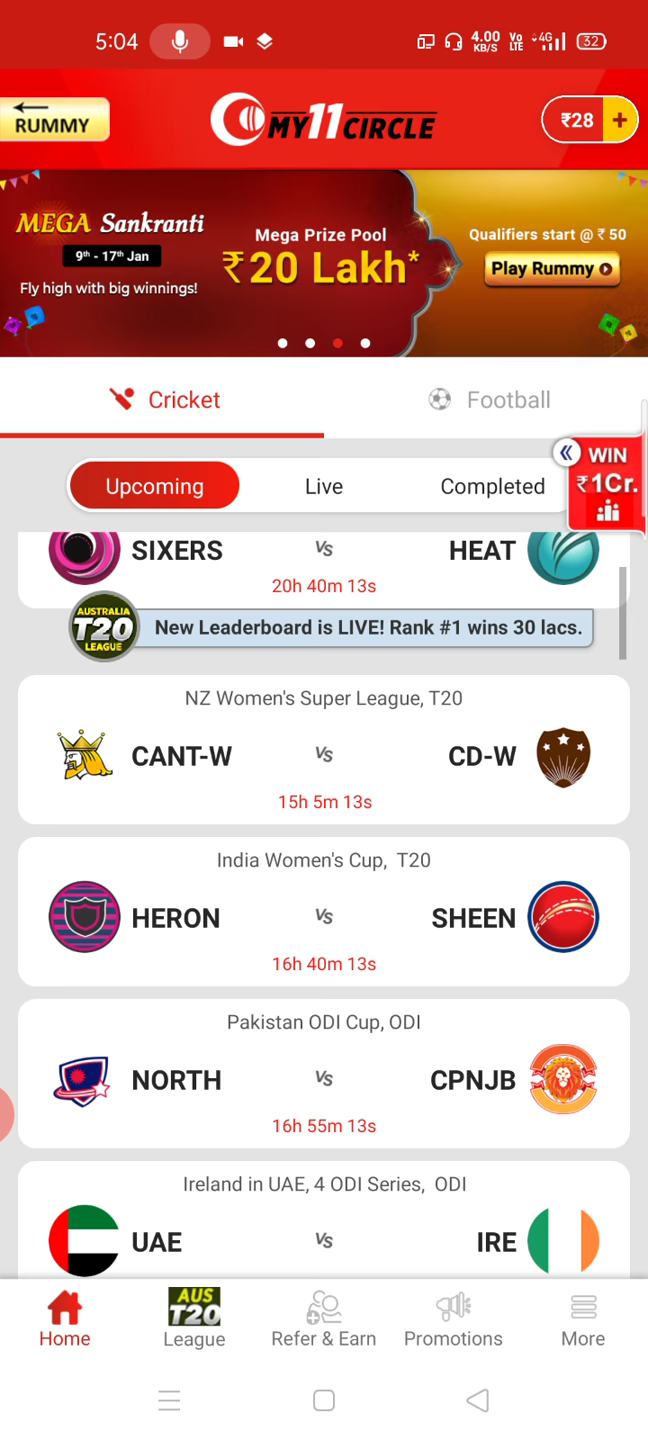 5:04 4.00 KB/S Vo LTE 4G 32
RUMMY MY11CIRCLE ₹28 +
MEGA Sankranti
9th - 17th Jan
Fly high with big winnings!
Mega Prize Pool
₹20 Lakh*
Qualifiers start @ ₹ 50
Play Rummy
Cricket Football
Upcoming Live Completed
WIN
₹1Cr.
SIXERS VS HEAT
20h 40m 13s
AUSTRALIA
T20
LEAGUE
New Leaderboard is LIVE! Rank #1 wins 30 lacs.
NZ Women's Super League, T20
CANT-W VS CD-W
15h 5m 13s
India Women's Cup, T20
HERON VS SHEEN
16h 40m 13s
Pakistan ODI Cup, ODI
NORTH VS CPNJB
16h 55m 13s
Ireland in UAE, 4 ODI Series, ODI
UAE VS IRE
AUS
T20
Home League Refer & Earn Promotions More